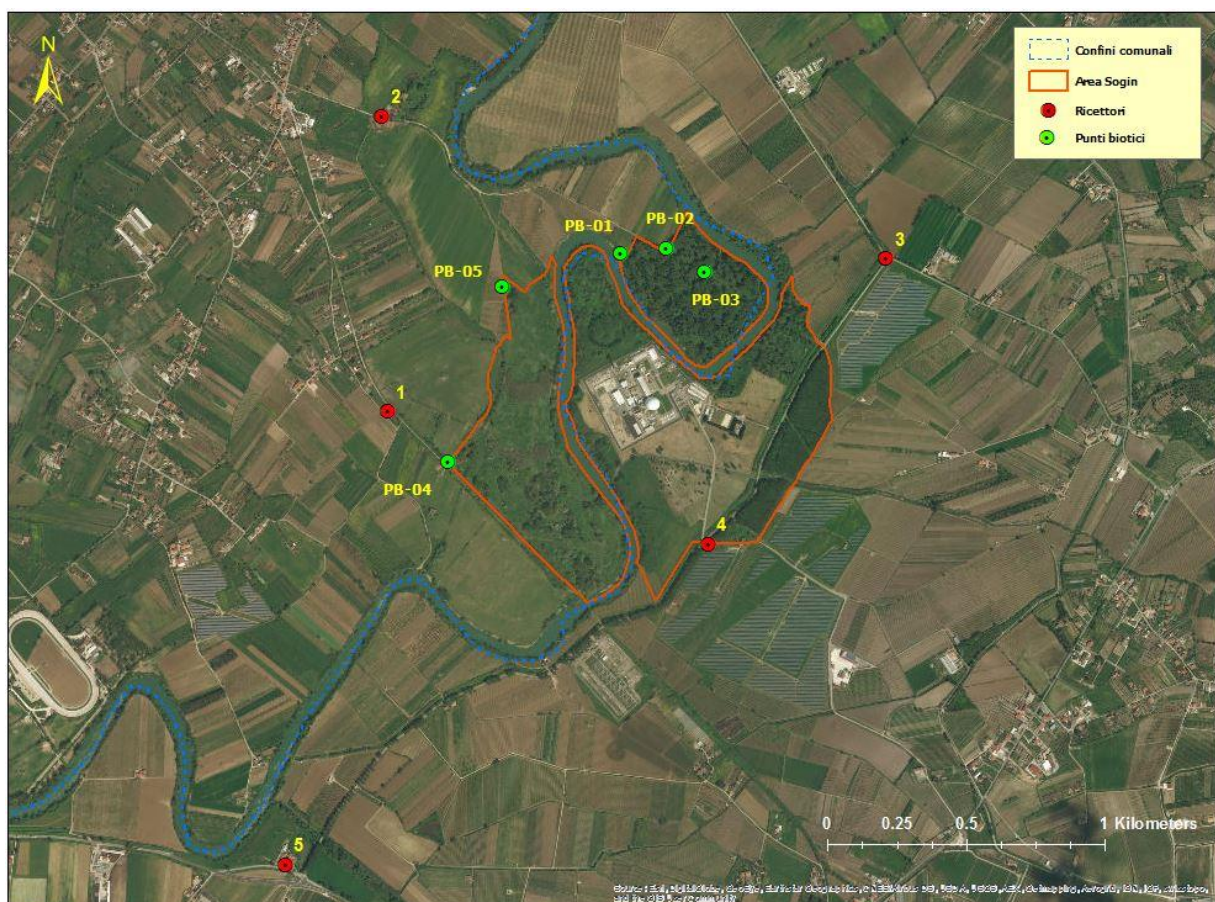 N
Confini comunali
Area Sogin
Ricettori
Punti biotici
2
PB-01
PB-02
3
PB-05
PB-03
1
PB-04
4
5
0 0.25 0.5 1 Kilometers